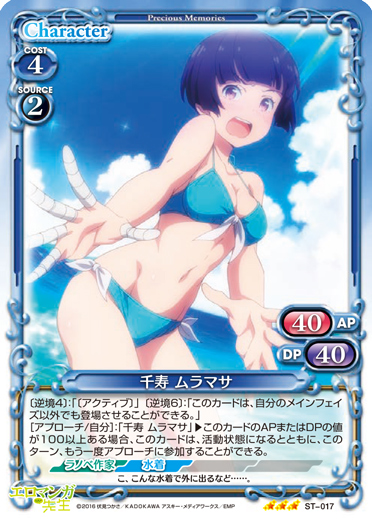 Precious Memories
Character
COST
4
SOURCE
2
40 AP
DP 40
千寿 ムラマサ
[逆境4]:「〔アクティブ〕」 [逆境6]:「このカードは、自分のメインフェイ
ズ以外でも登場させることができる。」
[アプローチ/自分]:「千寿 ムラマサ」▶このカードのAPまたはDPの値
が100以上ある場合、このカードは、活動状態になるとともに、この
ターン、もう一度アプローチに参加することができる。
ラノベ作家 水着
こ、こんな水着で外に出るなど……。
エロマンガ先生
©2016 伏見つかさ/KADOKAWA アスキー・メディアワークス/EMP
★★★ ST-017